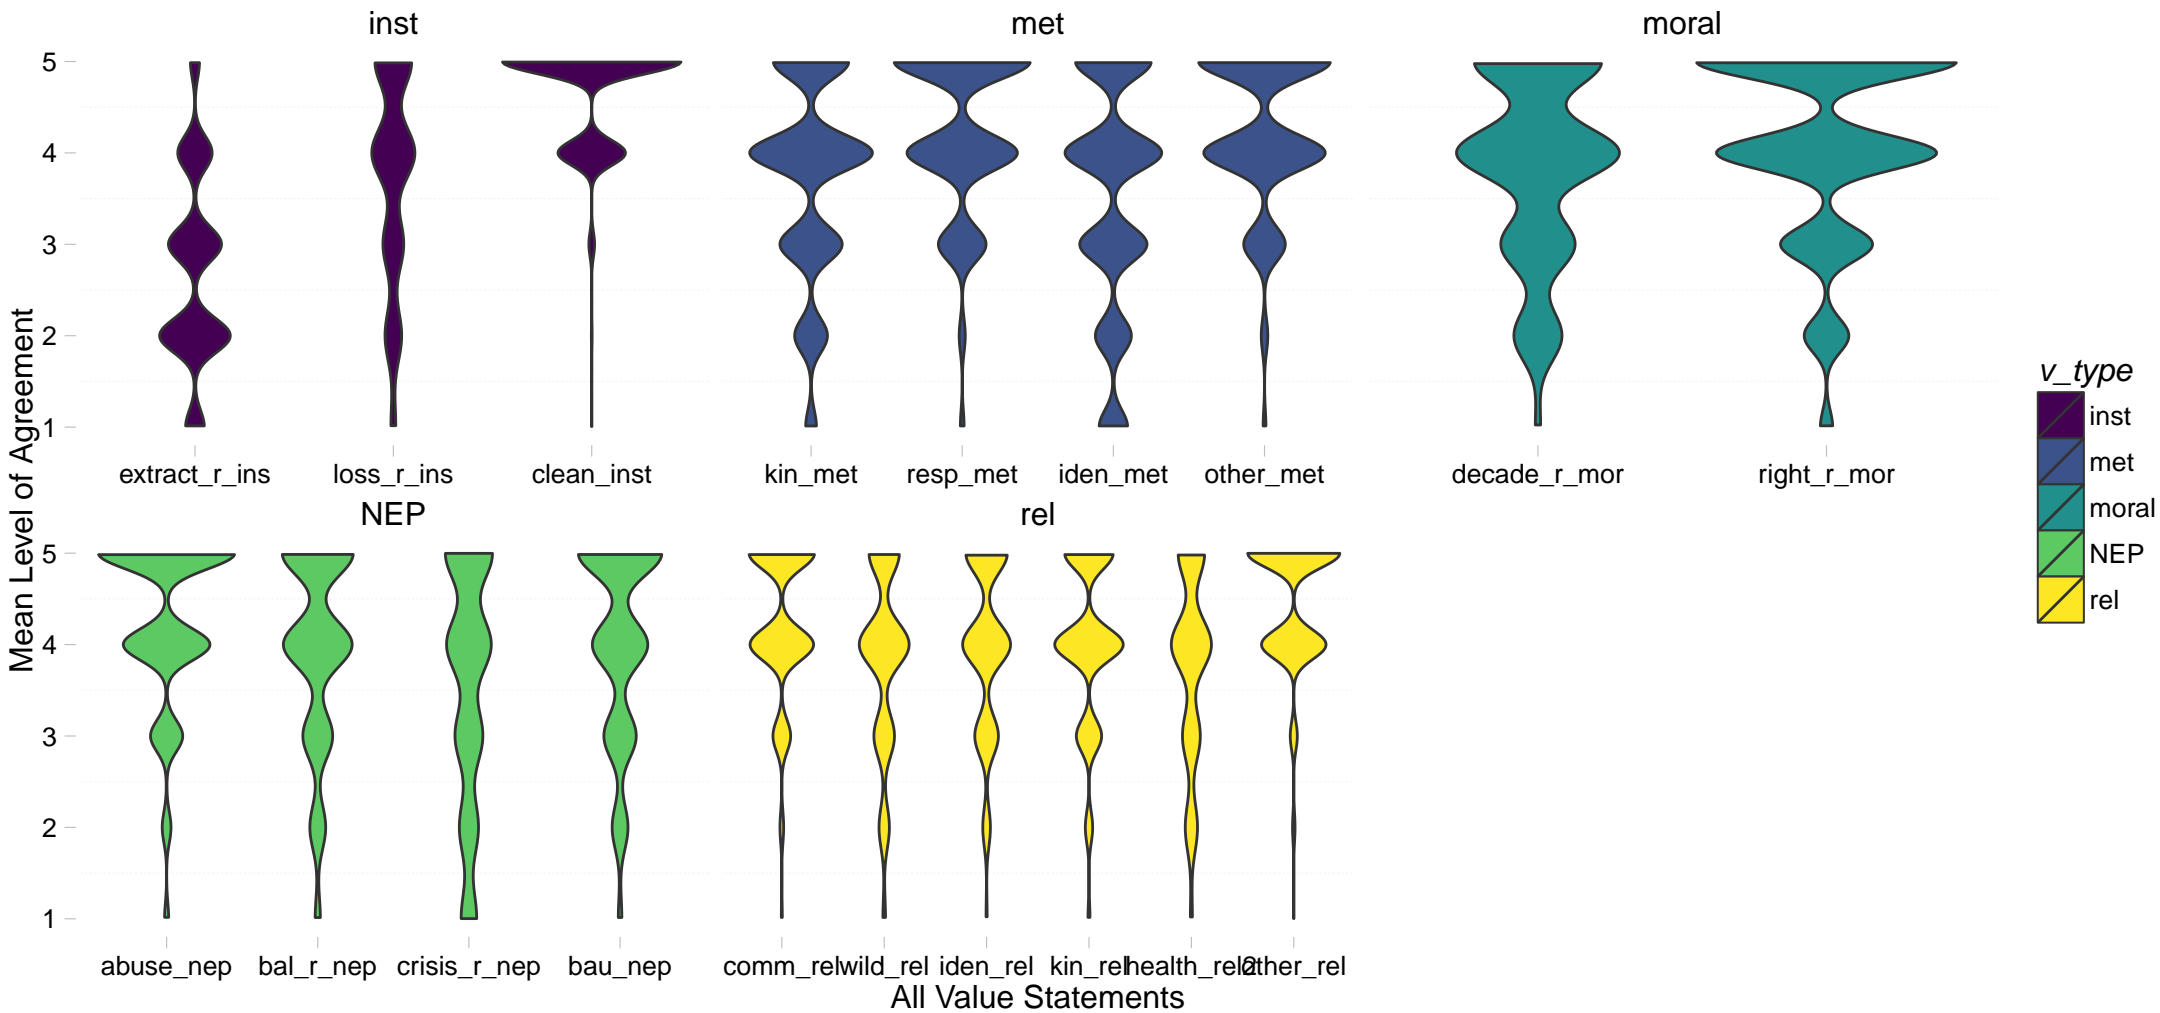 inst met moral
5
4
3
2
1
extract_r_ins loss_r_ins clean_inst kin_met resp_met iden_met other_met decade_r_mor right_r_mor
Mean Level of Agreement
NEP rel
5
4
3
2
1
abuse_nep bal_r_nep crisis_r_nep bau_nep comm_rel wild_rel iden_rel kin_rel health_rel2 other_rel
All Value Statements
v_type
inst
met
moral
NEP
rel